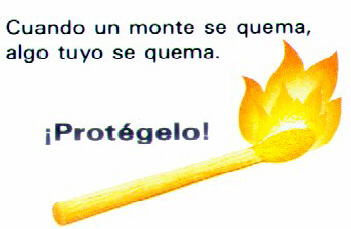 Cuando un monte se quema,
algo tuyo se quema.
¡Protégelo!